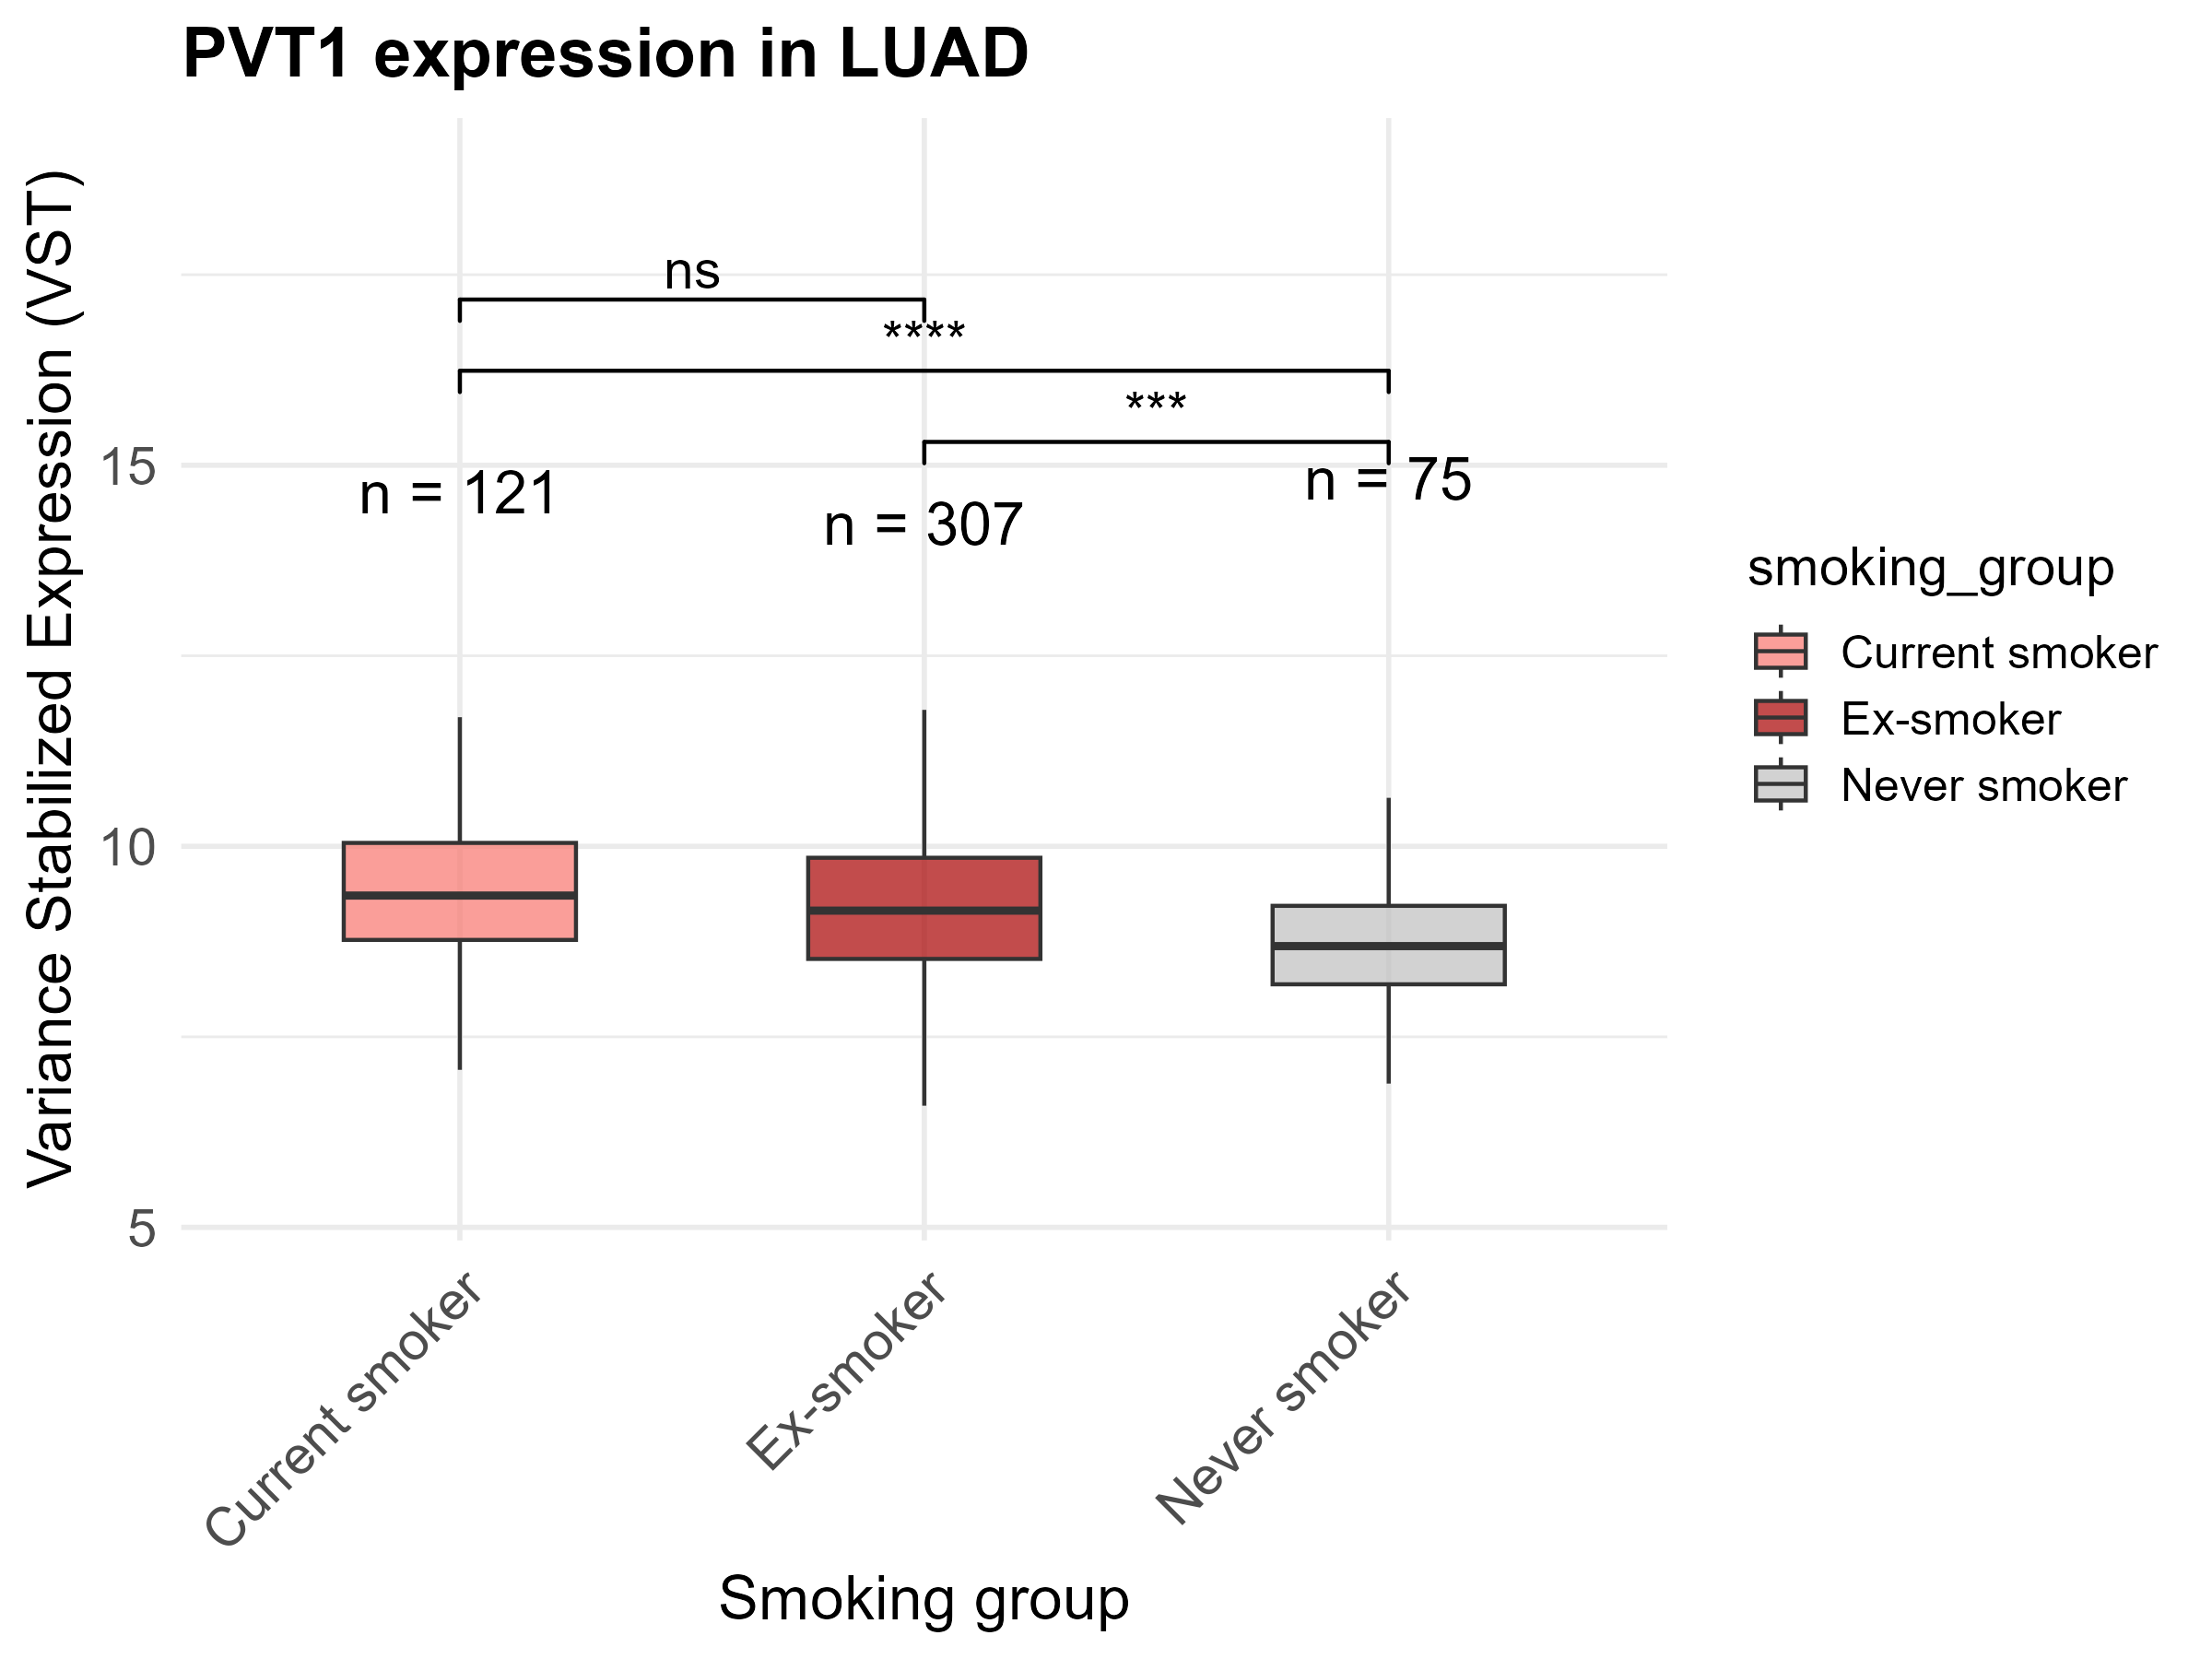 PVT1 expression in LUAD
Variance Stabilized Expression (VST)
15
10
5
ns
****
***
n = 121
n = 307
n = 75
Current smoker
Ex-smoker
Never smoker
Smoking group
smoking_group
Current smoker
Ex-smoker
Never smoker